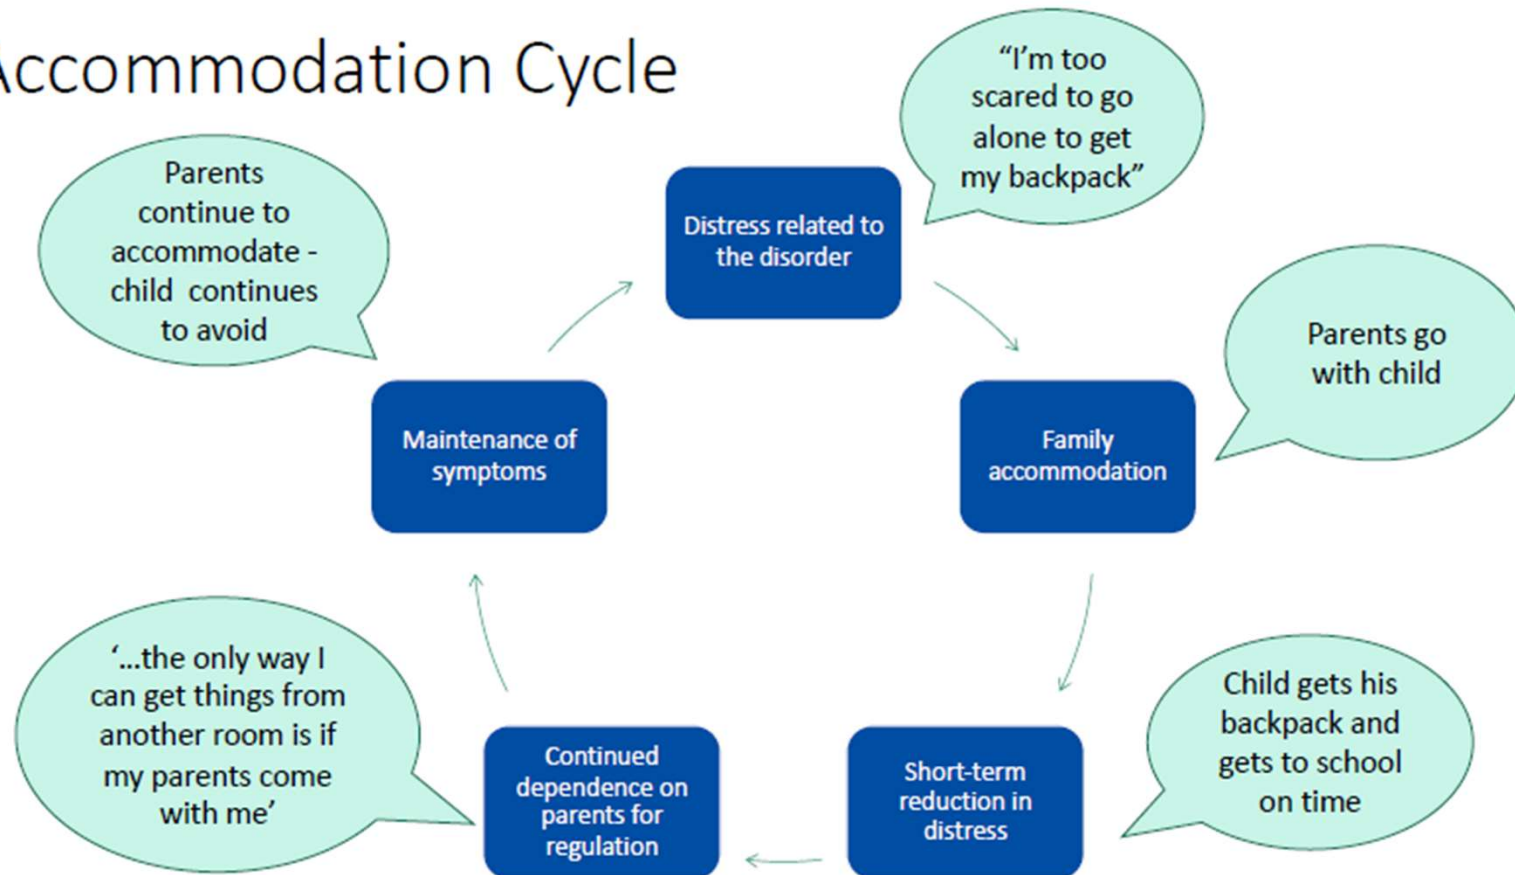 Accommodation Cycle
“I’m too
scared to go
alone to get
my backpack”
Distress related to
the disorder
Parents go
with child
Family
accommodation
Child gets his
backpack and
gets to school
on time
Short-term
reduction in
distress
‘...the only way I
can get things from
another room is if
my parents come
with me’
Continued
dependence on
parents for
regulation
Parents
continue to
accommodate -
child continues
to avoid
Maintenance of
symptoms